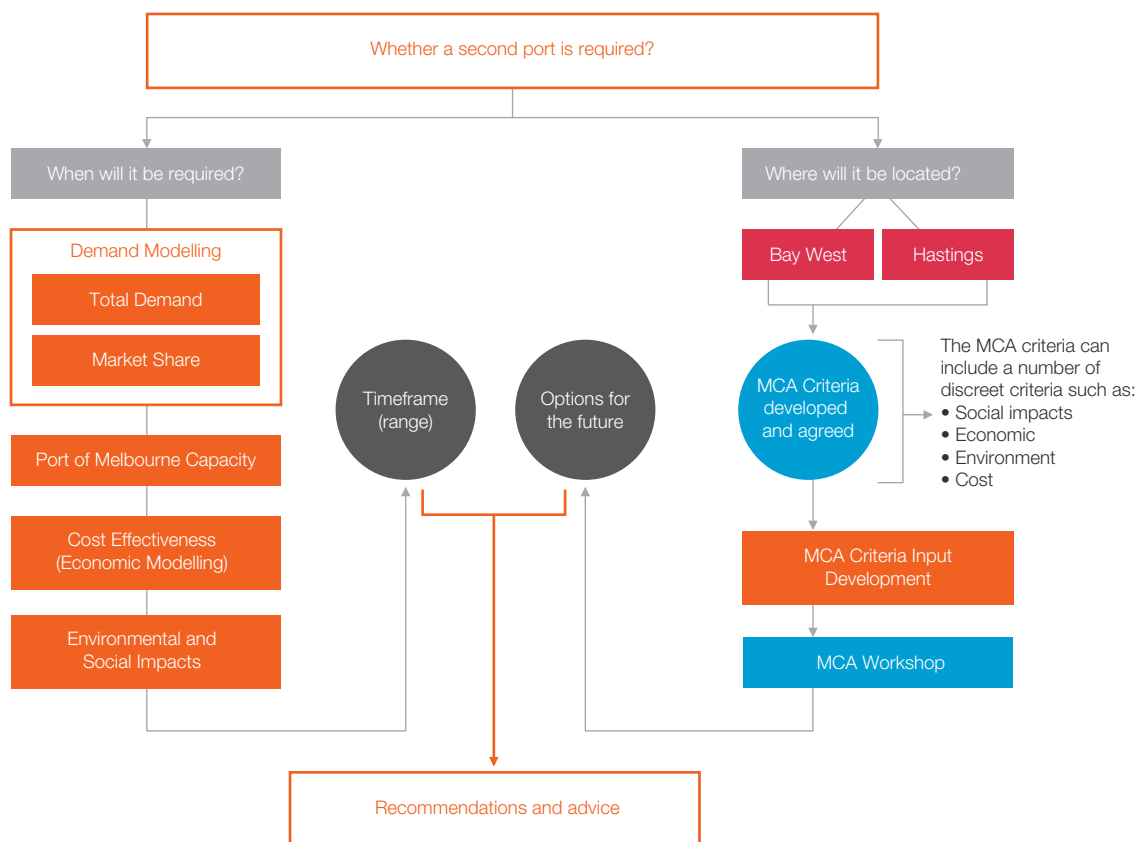 Whether a second port is required?
When will it be required?
Where will it be located?
Demand Modelling
Total Demand
Market Share
Port of Melbourne Capacity
Cost Effectiveness
(Economic Modelling)
Environmental and
Social Impacts
Timeframe
(range)
Options for
the future
Bay West
Hastings
MCA Criteria
developed
and agreed
The MCA criteria can
include a number of
discreet criteria such as:
• Social impacts
• Economic
• Environment
• Cost
MCA Criteria Input
Development
MCA Workshop
Recommendations and advice